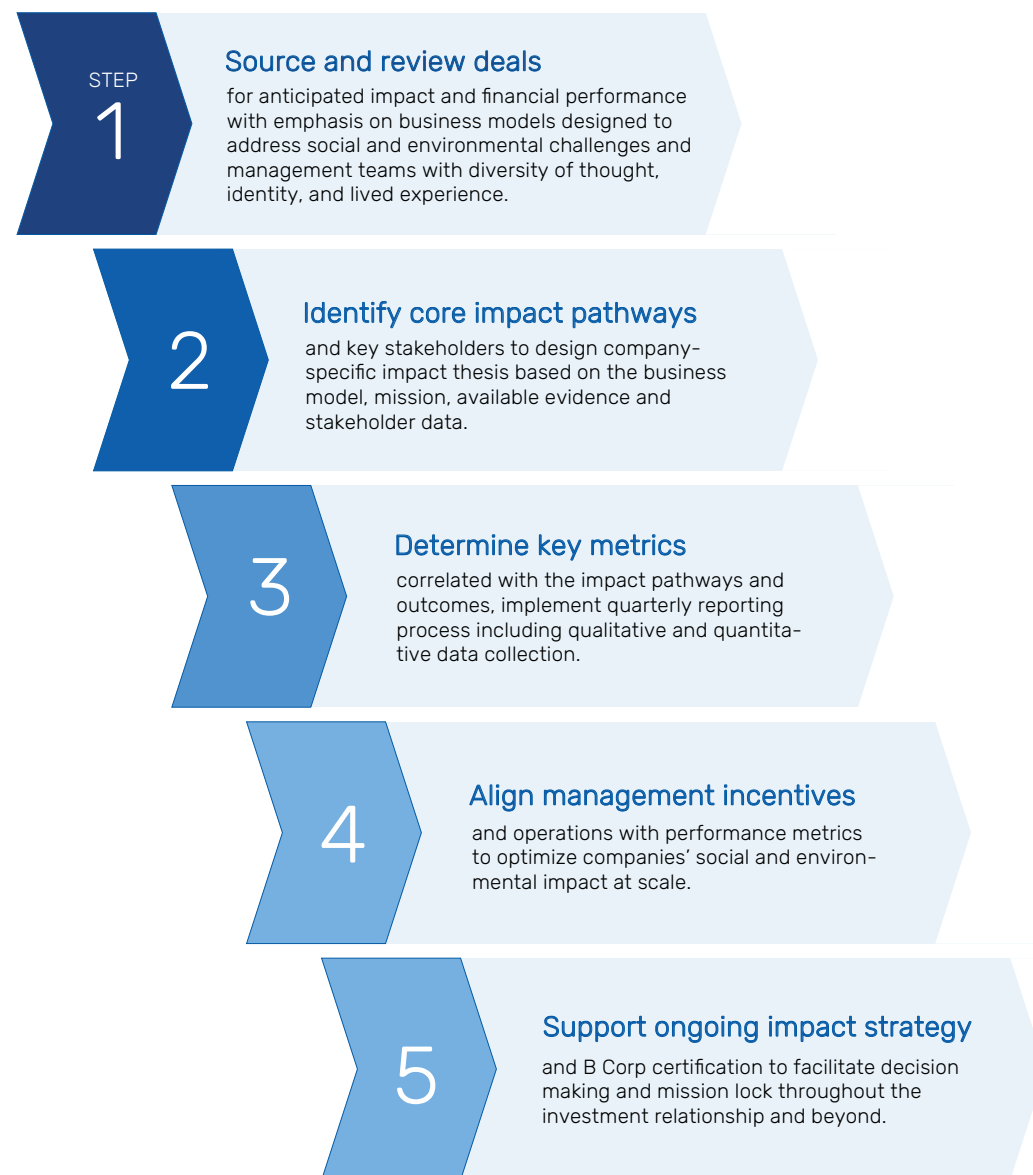 STEP
1
Source and review deals
for anticipated impact and financial performance
with emphasis on business models designed to
address social and environmental challenges and
management teams with diversity of thought,
identity, and lived experience.
2
Identify core impact pathways
and key stakeholders to design company-
specific impact thesis based on the business
model, mission, available evidence and
stakeholder data.
3
Determine key metrics
correlated with the impact pathways and
outcomes, implement quarterly reporting
process including qualitative and quantita-
tive data collection.
4
Align management incentives
and operations with performance metrics
to optimize companies’ social and environ-
mental impact at scale.
5
Support ongoing impact strategy
and B Corp certification to facilitate decision
making and mission lock throughout the
investment relationship and beyond.